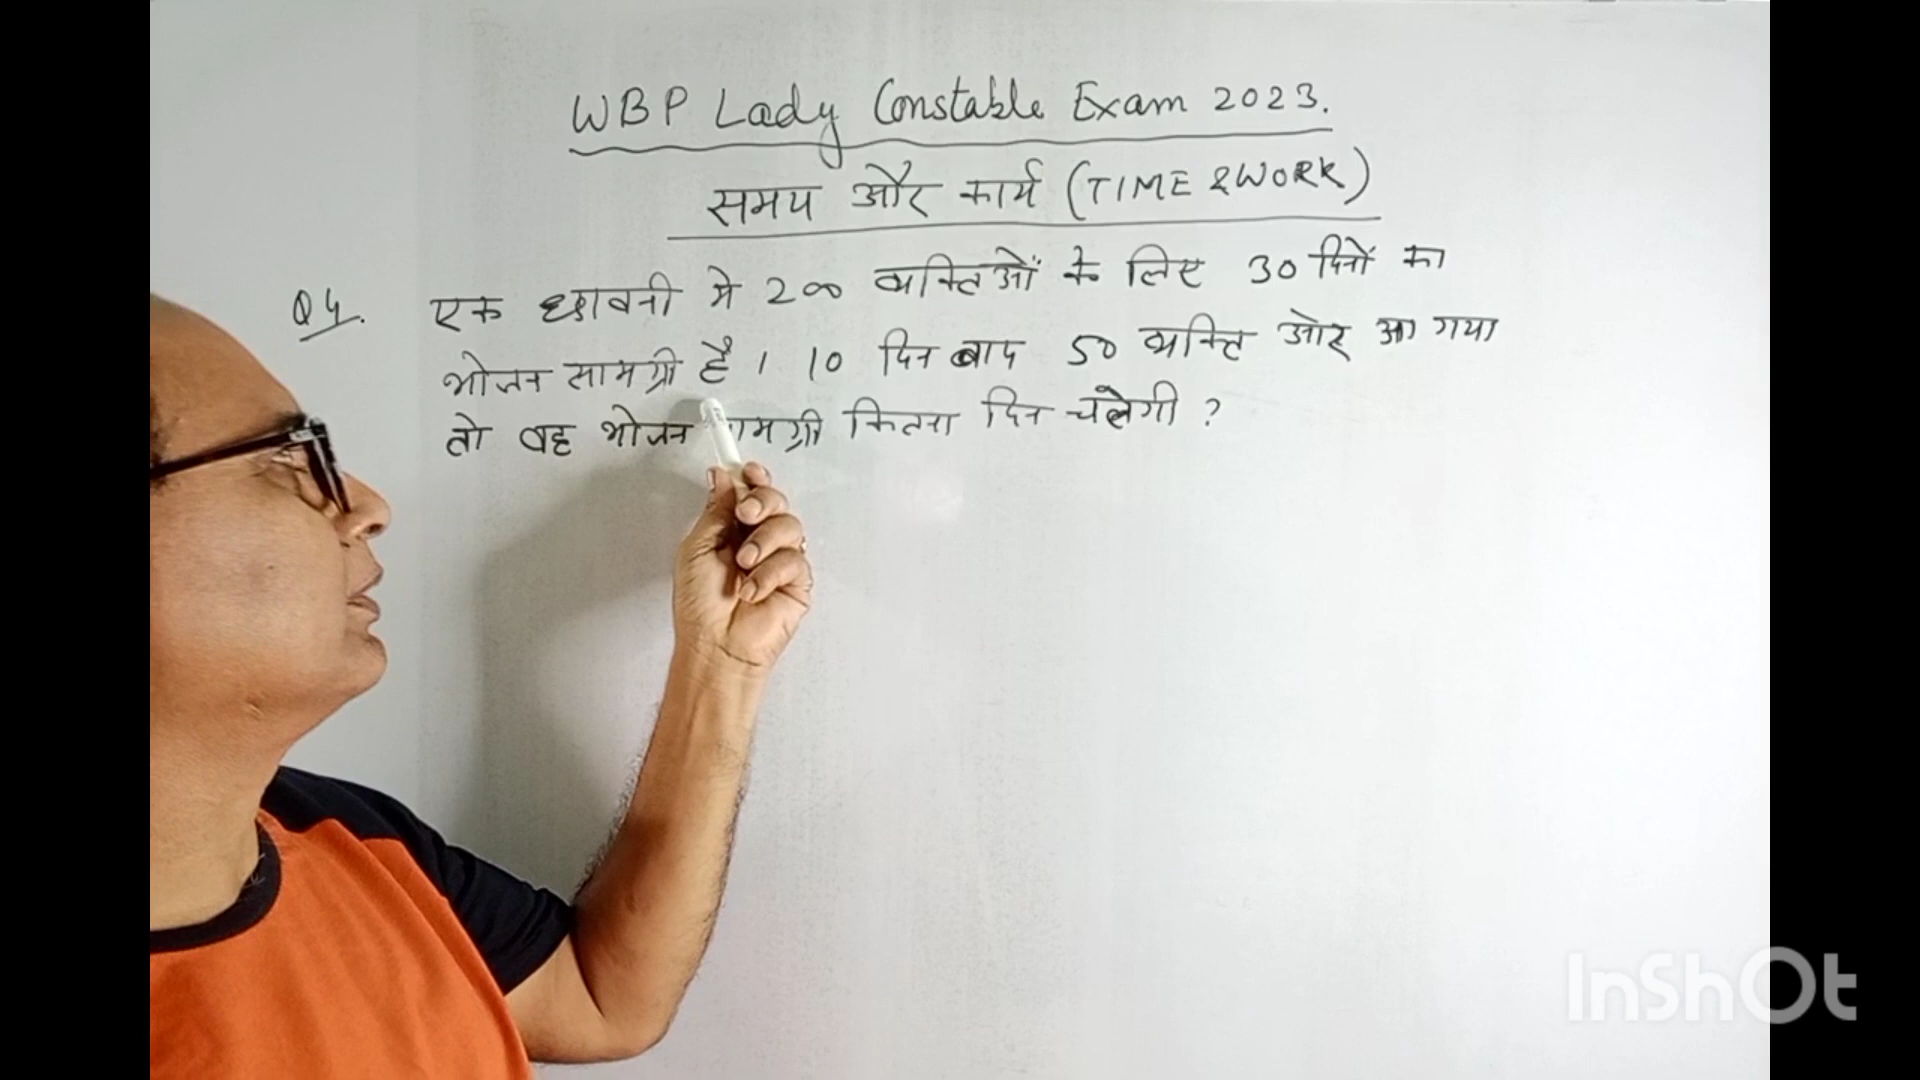 WBP Lady Constable Exam 2023.
समय और कार्य (TIME & WORK)
Q4. एक छावनी मे 200 व्यक्तिओं के लिए 30 दिनों का
भोजन सामग्री है। 10 दिन बाद 50 व्यक्ति ओर आ गया
तो वह भोजन सामग्री कितना दिन चलेगी ?
InShOt